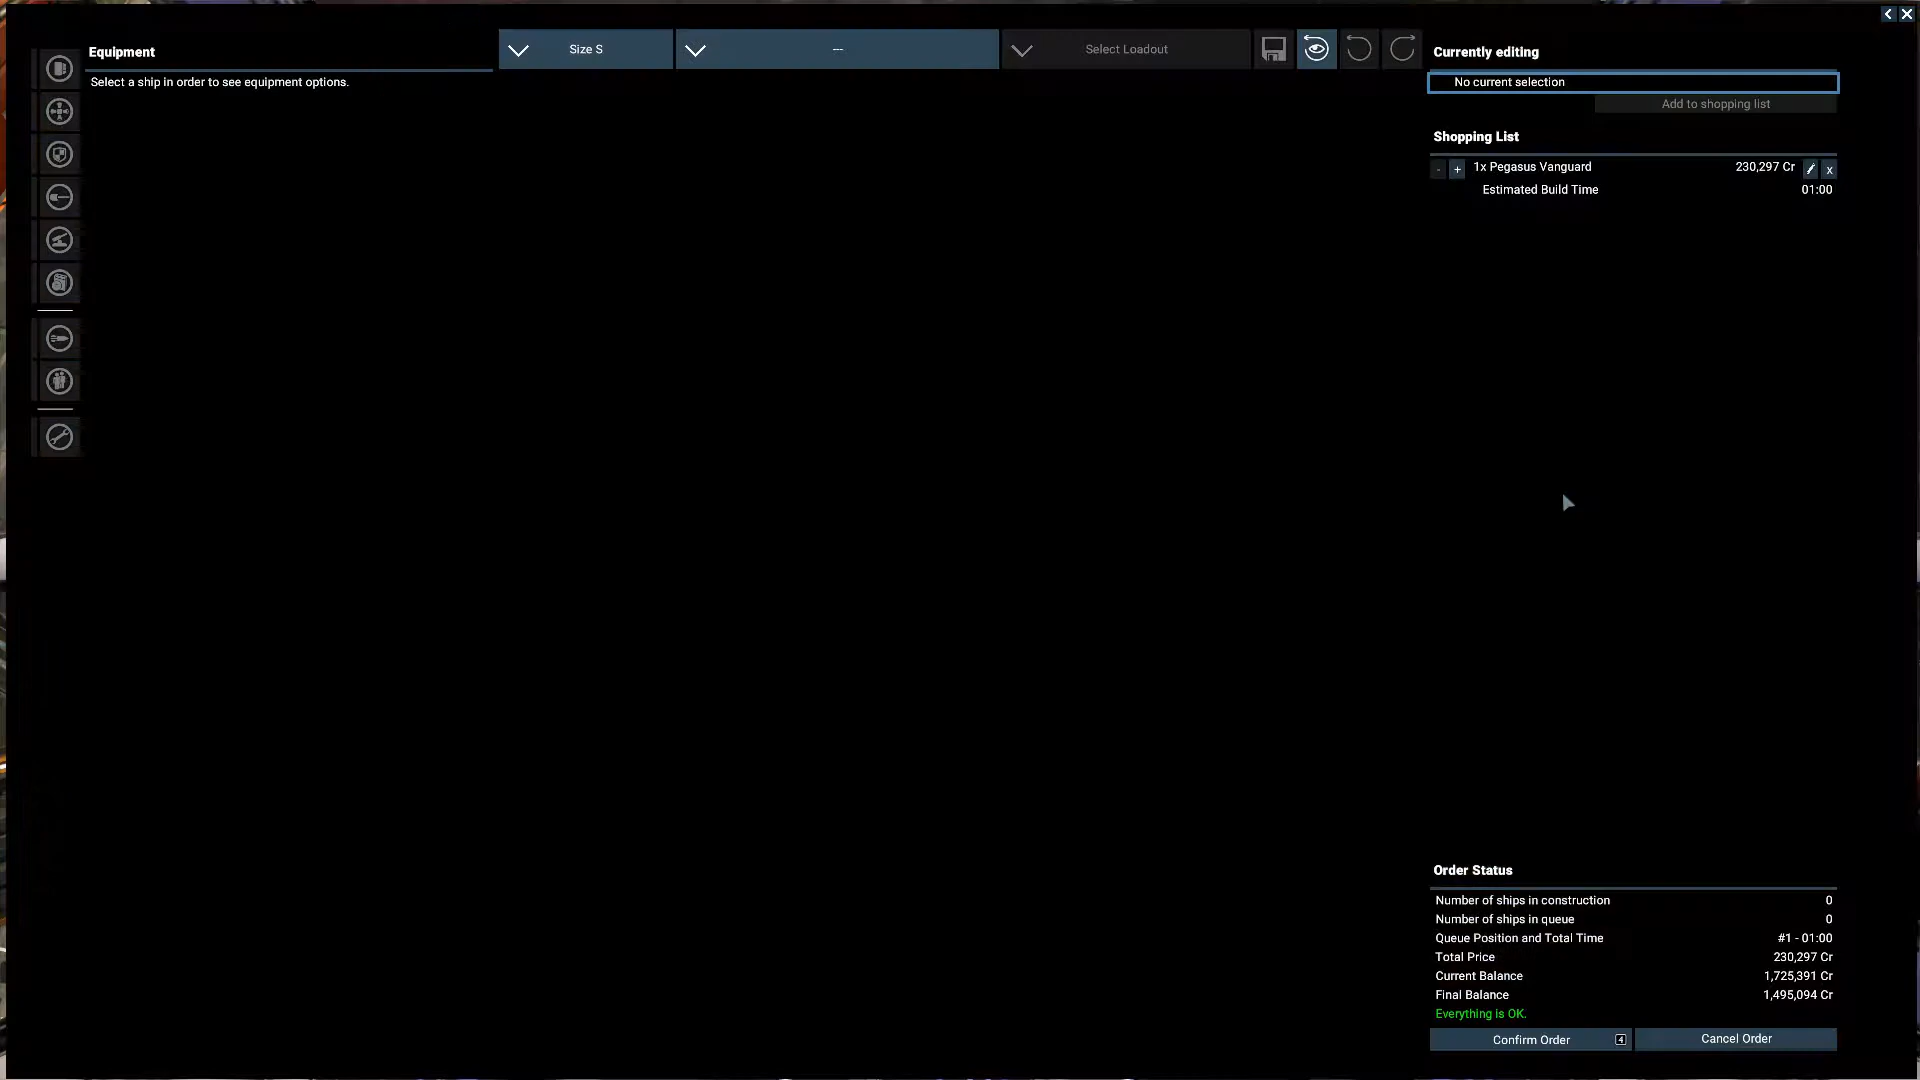 Equipment
Select a ship in order to see equipment options.
Size S
---
Select Loadout
Currently editing
No current selection
Add to shopping list
Shopping List
- + 1x Pegasus Vanguard 230,297 Cr x
Estimated Build Time 01:00
Order Status
Number of ships in construction 0
Number of ships in queue 0
Queue Position and Total Time #1 - 01:00
Total Price 230,297 Cr
Current Balance 1,725,391 Cr
Final Balance 1,495,094 Cr
Everything is OK.
Confirm Order 4
Cancel Order